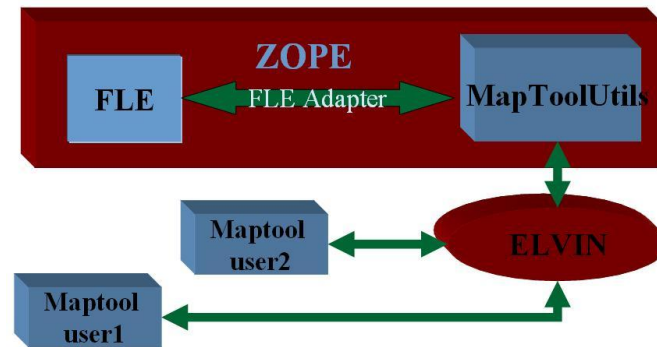 ZOPE
FLE
FLE Adapter
MapToolUtils
Maptool
user2
ELVIN
Maptool
user1